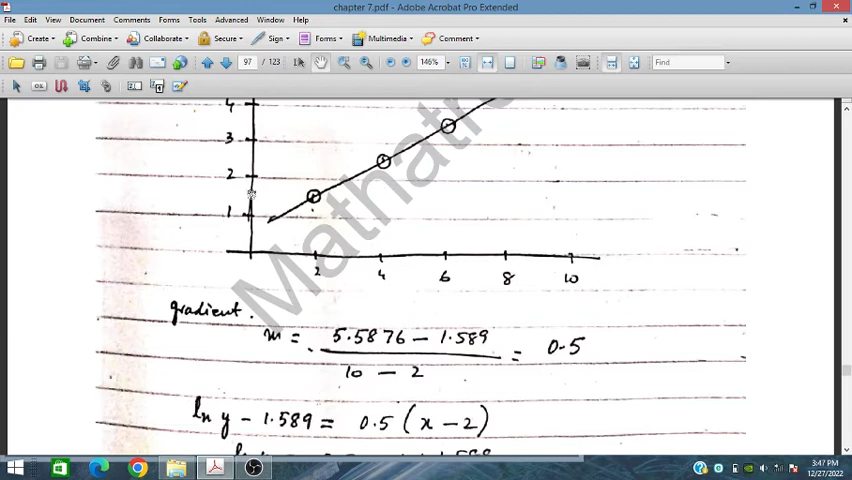 chapter 7.pdf - Adobe Acrobat Pro Extended
File Edit View Document Comments Forms Tools Advanced Window Help
Create Combine Collaborate Secure Sign Forms Multimedia Comment
97 / 123 146% Find
4
3
2
1
2 4 6 8 10
Mathatr
gradient.
m = 5.5876 - 1.589 / 10 - 2 = 0.5
ln y - 1.589 = 0.5 (x - 2)
3:47 PM
12/27/2022